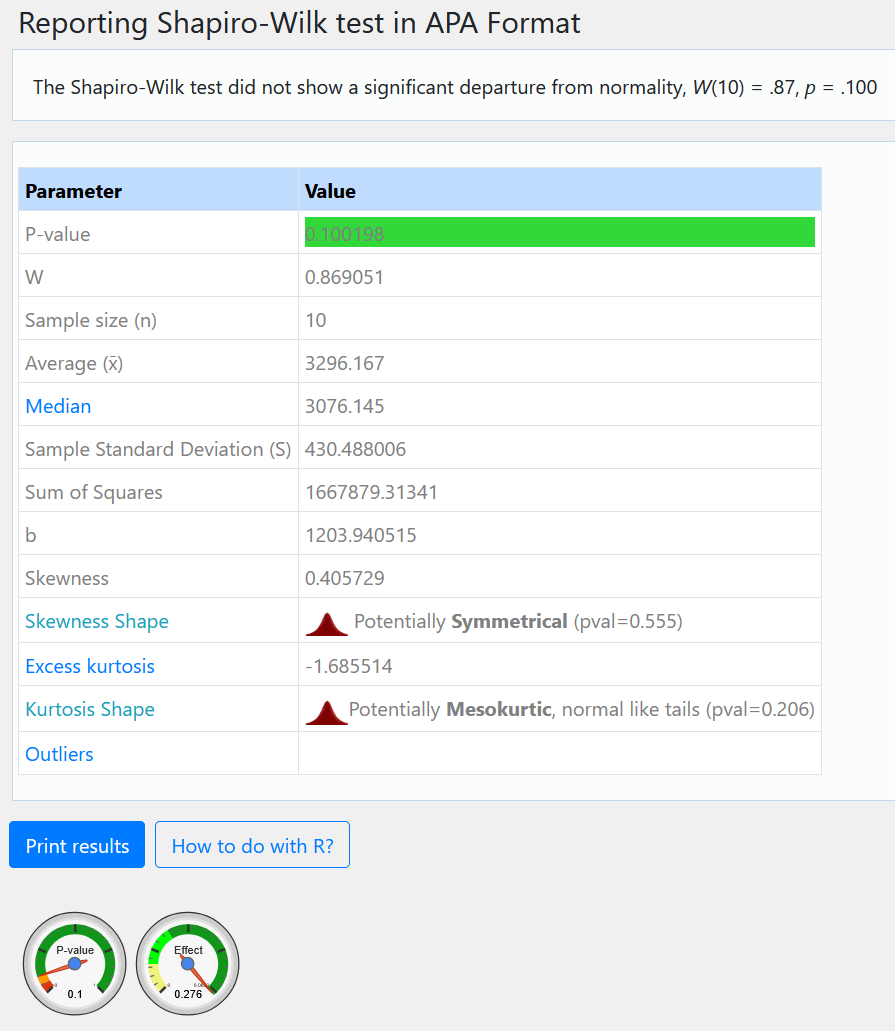 Reporting Shapiro-Wilk test in APA Format
The Shapiro-Wilk test did not show a significant departure from normality, W(10) = .87, p = .100
Parameter Value
P-value 0.100198
W 0.869051
Sample size (n) 10
Average (x̄) 3296.167
Median 3076.145
Sample Standard Deviation (S) 430.488006
Sum of Squares 1667879.31341
b 1203.940515
Skewness 0.405729
Skewness Shape Potentially Symmetrical (pval=0.555)
Excess kurtosis -1.685514
Kurtosis Shape Potentially Mesokurtic, normal like tails (pval=0.206)
Outliers
Print results How to do with R?
P-value Effect
0.1 0.276